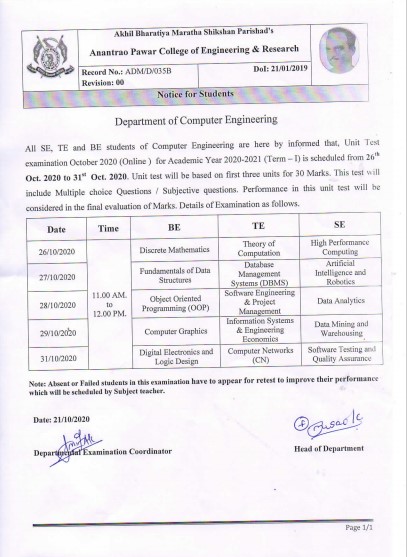 Akhil Bharatiya Maratha Shikshan Parishad's
Anantrao Pawar College of Engineering & Research
Record No.: ADM/D/035B
DoI: 21/01/2019
Revision: 00
Notice for Students
Department of Computer Engineering
All SE, TE and BE students of Computer Engineering are here by informed that, Unit Test
examination October 2020 (Online ) for Academic Year 2020-2021 (Term – I) is scheduled from 26th
Oct. 2020 to 31st Oct. 2020. Unit test will be based on first three units for 30 Marks. This test will
include Multiple choice Questions / Subjective questions. Performance in this unit test will be
considered in the final evaluation of Marks. Details of Examination as follows.
Date Time BE TE SE
26/10/2020 Discrete Mathematics Theory of Computation High Performance Computing
27/10/2020 Fundamentals of Data Structures Database Management Systems (DBMS) Artificial Intelligence and Robotics
11.00 AM. to 12.00 PM.
28/10/2020 Object Oriented Programming (OOP) Software Engineering & Project Management Data Analytics
29/10/2020 Computer Graphics Information Systems & Engineering Economics Data Mining and Warehousing
31/10/2020 Digital Electronics and Logic Design Computer Networks (CN) Software Testing and Quality Assurance
Note: Absent or Failed students in this examination have to appear for retest to improve their performance
which will be scheduled by Subject teacher.
Date: 21/10/2020
Departmental Examination Coordinator
Head of Department
Page 1/1